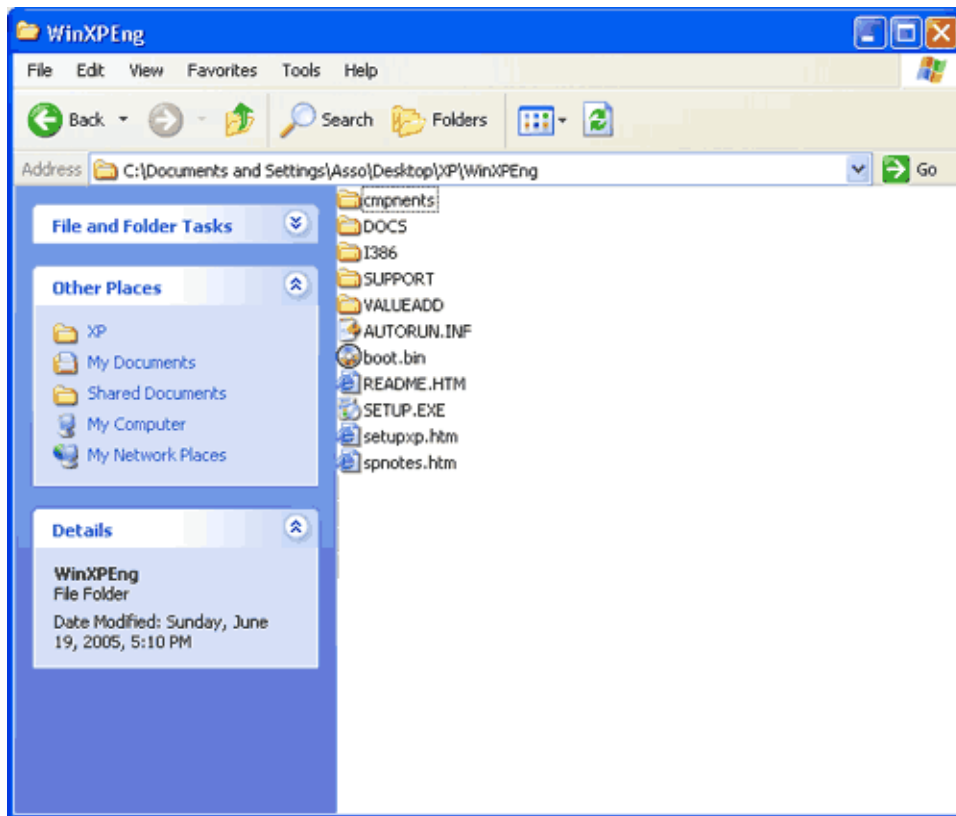 WinXPEng
File Edit View Favorites Tools Help
Back Search Folders
Address C:\Documents and Settings\Asso\Desktop\XP\WinXPEng Go
File and Folder Tasks
Other Places
XP
My Documents
Shared Documents
My Computer
My Network Places
Details
WinXPEng
File Folder
Date Modified: Sunday, June
19, 2005, 5:10 PM
cmpnents
DOCS
I386
SUPPORT
VALUEADD
AUTORUN.INF
boot.bin
README.HTM
SETUP.EXE
setupxp.htm
spnotes.htm